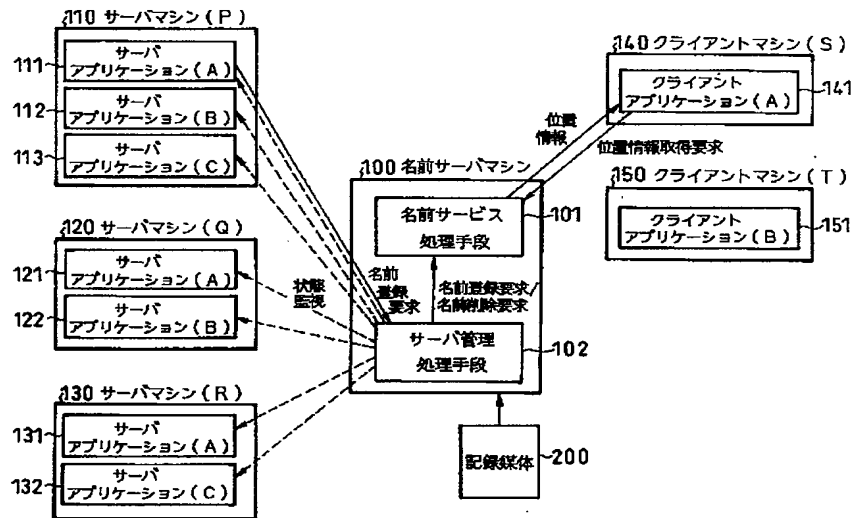 110 サーバマシン(P)
111
サーバ
アプリケーション(A)
112
サーバ
アプリケーション(B)
113
サーバ
アプリケーション(C)
120 サーバマシン(Q)
121
サーバ
アプリケーション(A)
122
サーバ
アプリケーション(B)
130 サーバマシン(R)
131
サーバ
アプリケーション(A)
132
サーバ
アプリケーション(C)
状態
監視
名前
登録
要求
100 名前サーバマシン
名前サービス
処理手段
101
名前登録要求/
名前削除要求
サーバ管理
処理手段
102
記録媒体
200
位置
情報
位置情報取得要求
140 クライアントマシン(S)
クライアント
アプリケーション(A)
141
150 クライアントマシン(T)
クライアント
アプリケーション(B)
151